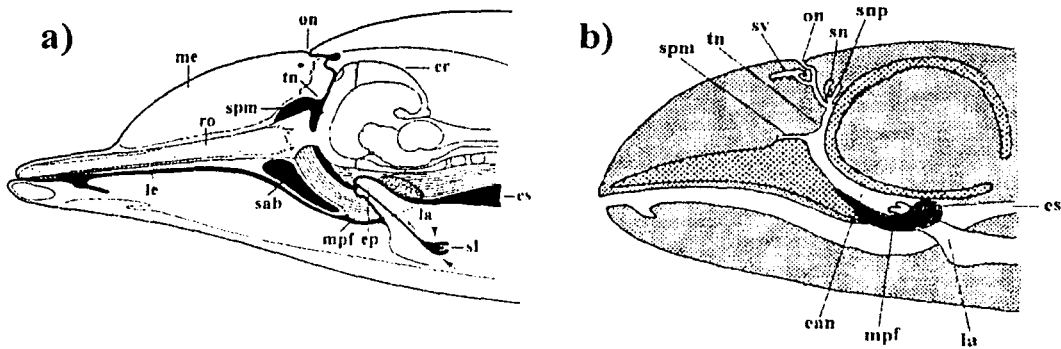 a)
on
me
tn
cr
spm
ro
le
sab
la
es
mpf
ep
sl
b)
on
snp
sv
sn
tn
spm
es
can
mpf
la